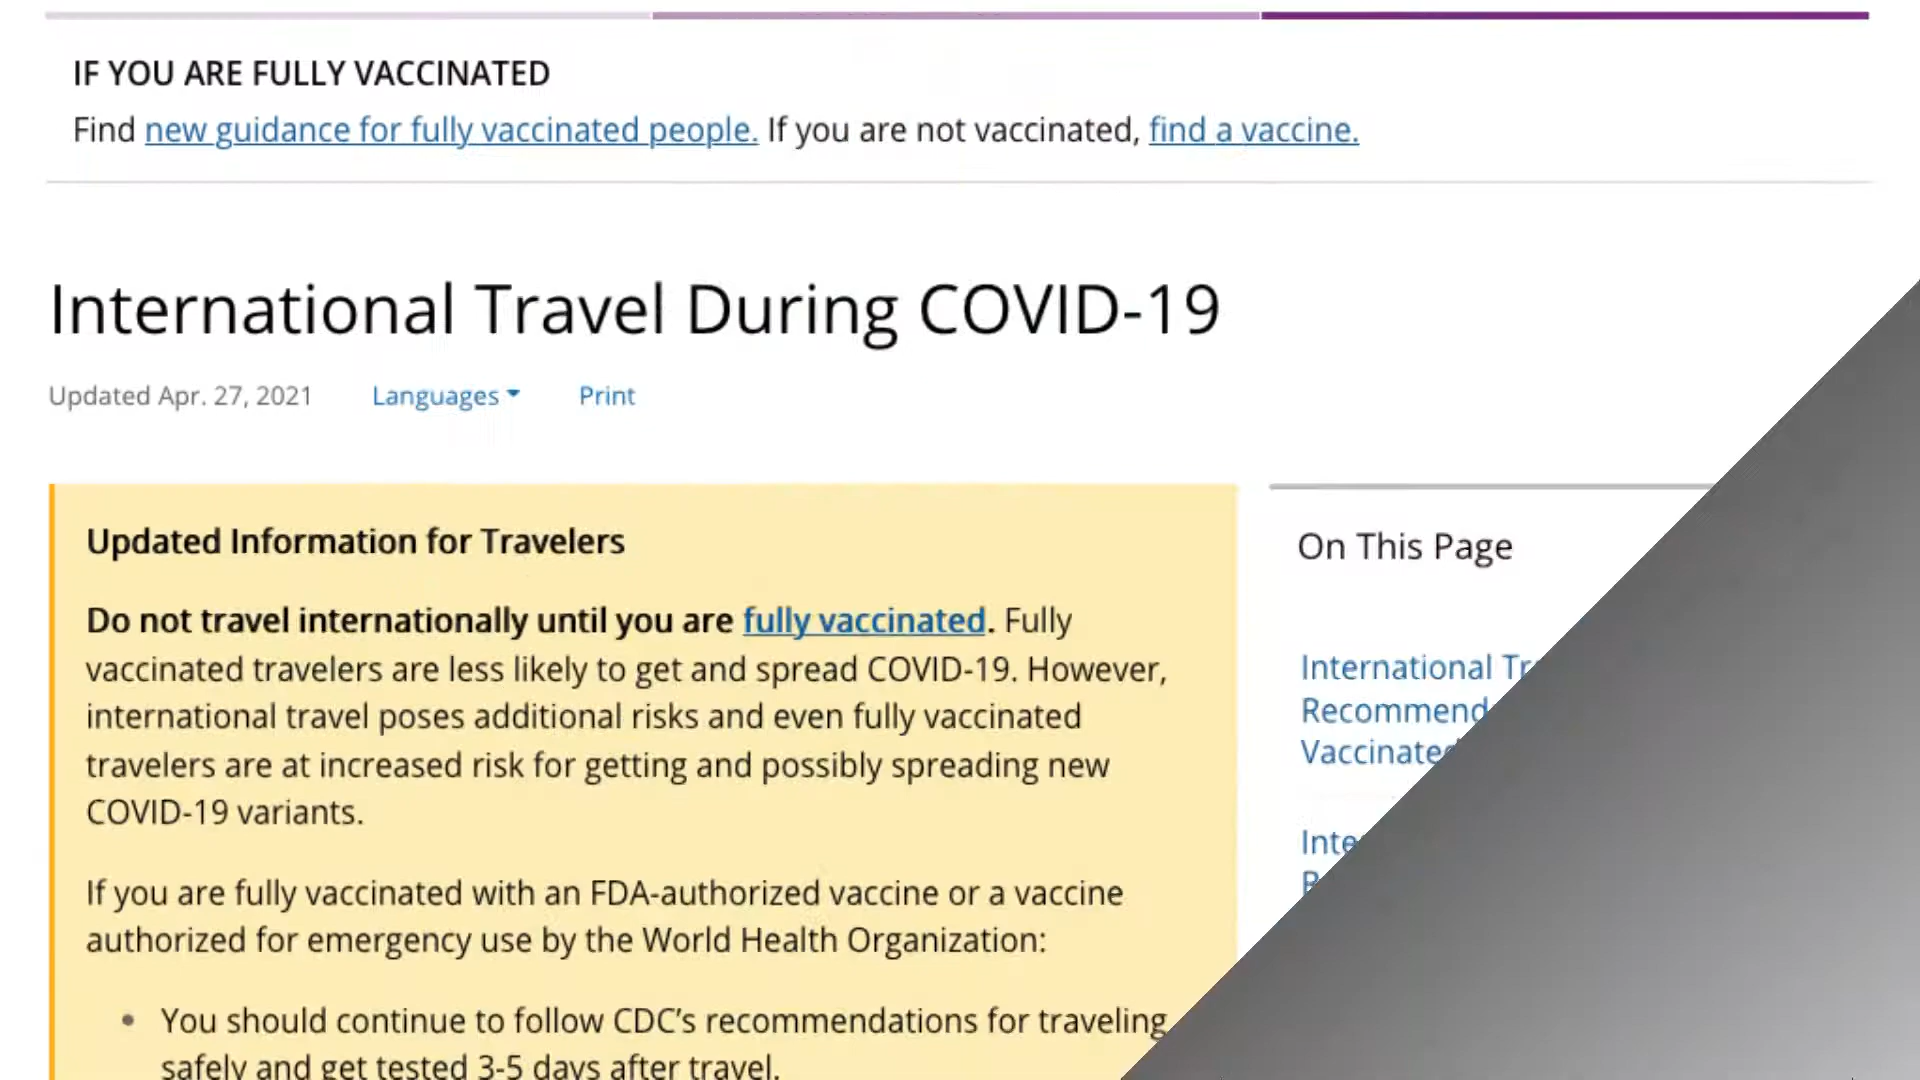 IF YOU ARE FULLY VACCINATED
Find new guidance for fully vaccinated people. If you are not vaccinated, find a vaccine.
International Travel During COVID-19
Updated Apr. 27, 2021 Languages Print
Updated Information for Travelers
Do not travel internationally until you are fully vaccinated. Fully
vaccinated travelers are less likely to get and spread COVID-19. However,
international travel poses additional risks and even fully vaccinated
travelers are at increased risk for getting and possibly spreading new
COVID-19 variants.
If you are fully vaccinated with an FDA-authorized vaccine or a vaccine
authorized for emergency use by the World Health Organization:
• You should continue to follow CDC’s recommendations for traveling
safely and get tested 3-5 days after travel.
On This Page
International